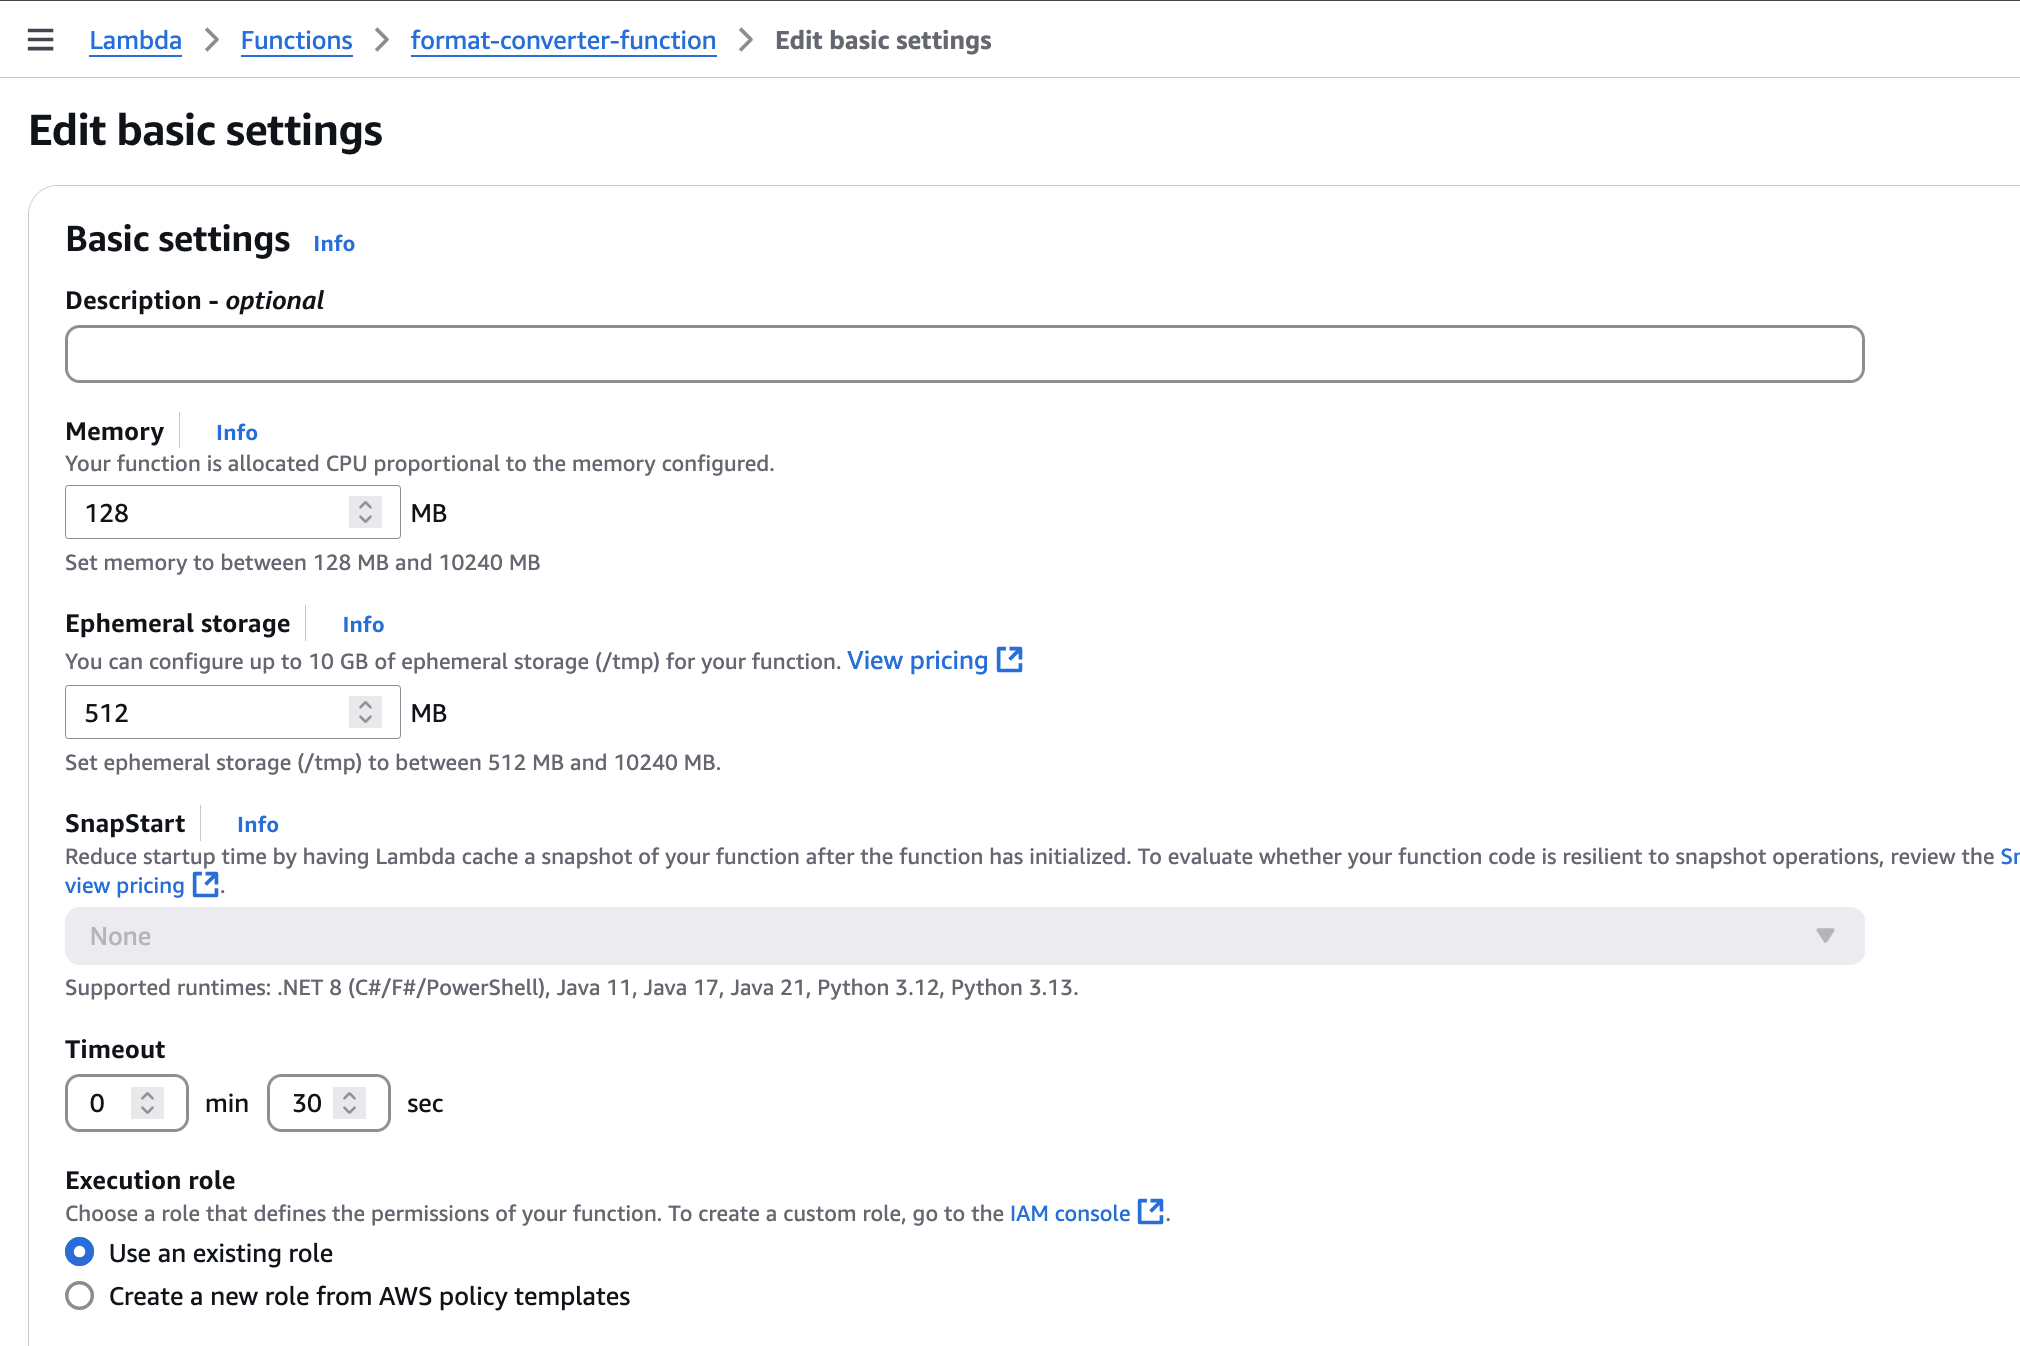 Lambda > Functions > format-converter-function > Edit basic settings
Edit basic settings
Basic settings Info
Description - optional
Memory Info
Your function is allocated CPU proportional to the memory configured.
128 MB
Set memory to between 128 MB and 10240 MB
Ephemeral storage Info
You can configure up to 10 GB of ephemeral storage (/tmp) for your function. View pricing
512 MB
Set ephemeral storage (/tmp) to between 512 MB and 10240 MB.
SnapStart Info
Reduce startup time by having Lambda cache a snapshot of your function after the function has initialized. To evaluate whether your function code is resilient to snapshot operations, review the
view pricing .
None
Supported runtimes: .NET 8 (C#/F#/PowerShell), Java 11, Java 17, Java 21, Python 3.12, Python 3.13.
Timeout
0 min 30 sec
Execution role
Choose a role that defines the permissions of your function. To create a custom role, go to the IAM console .
Use an existing role
Create a new role from AWS policy templates